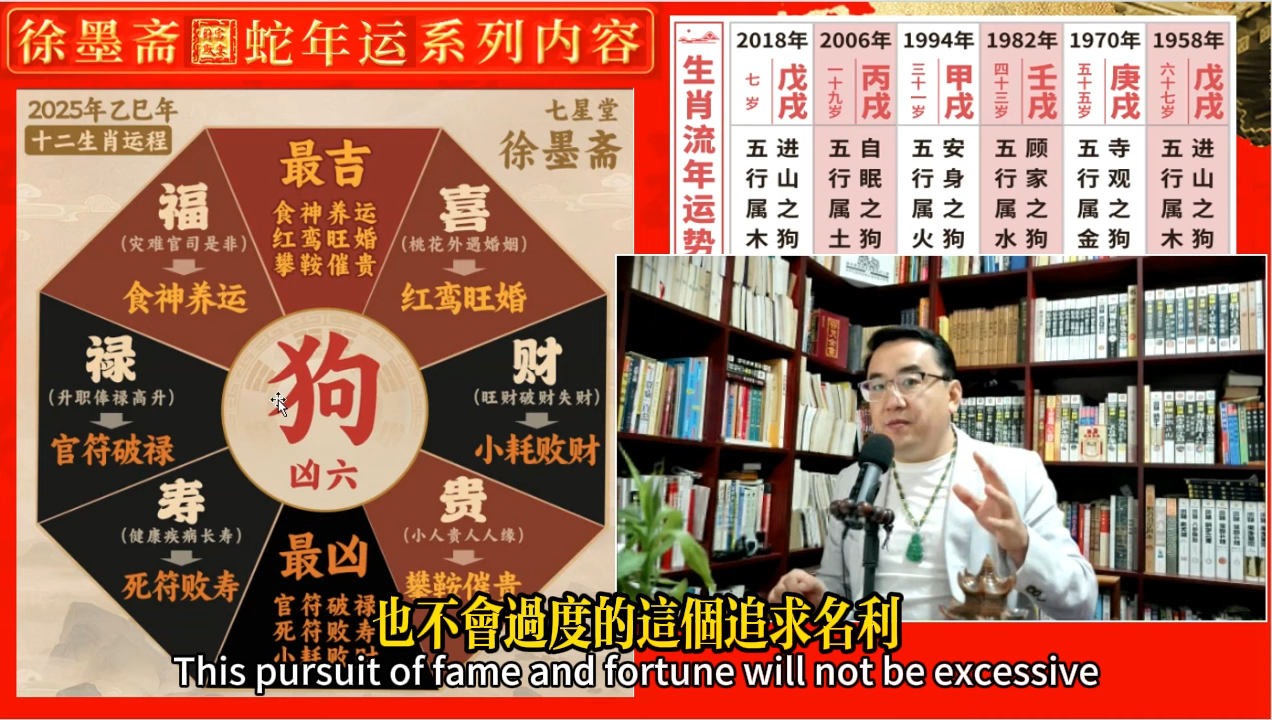 徐墨斋 蛇年运系列内容
2025年乙巳年
十二生肖运程
七星堂
徐墨斋
最吉
食神养运
红鸾旺婚
攀鞍催贵
福
(灾难官司是非)
食神养运
喜
(桃花外遇婚姻)
红鸾旺婚
禄
(升职俸禄高升)
官符破禄
财
(旺财破财失财)
小耗败财
狗
凶六
寿
(健康疾病长寿)
死符败寿
贵
(小人贵人人缘)
攀鞍催贵
最凶
官符破禄
死符败寿
小耗败财
生肖流年运势
2018年
七岁
戊戌
五行属木
进山之狗
2006年
一十九岁
丙戌
五行属土
自眠之狗
1994年
三十一岁
甲戌
五行属火
安身之狗
1982年
四十三岁
壬戌
五行属水
顾家之狗
1970年
五十五岁
庚戌
五行属金
寺观之狗
1958年
六十七岁
戊戌
五行属木
进山之狗
也不會過度的這個追求名利
This pursuit of fame and fortune will not be excessive